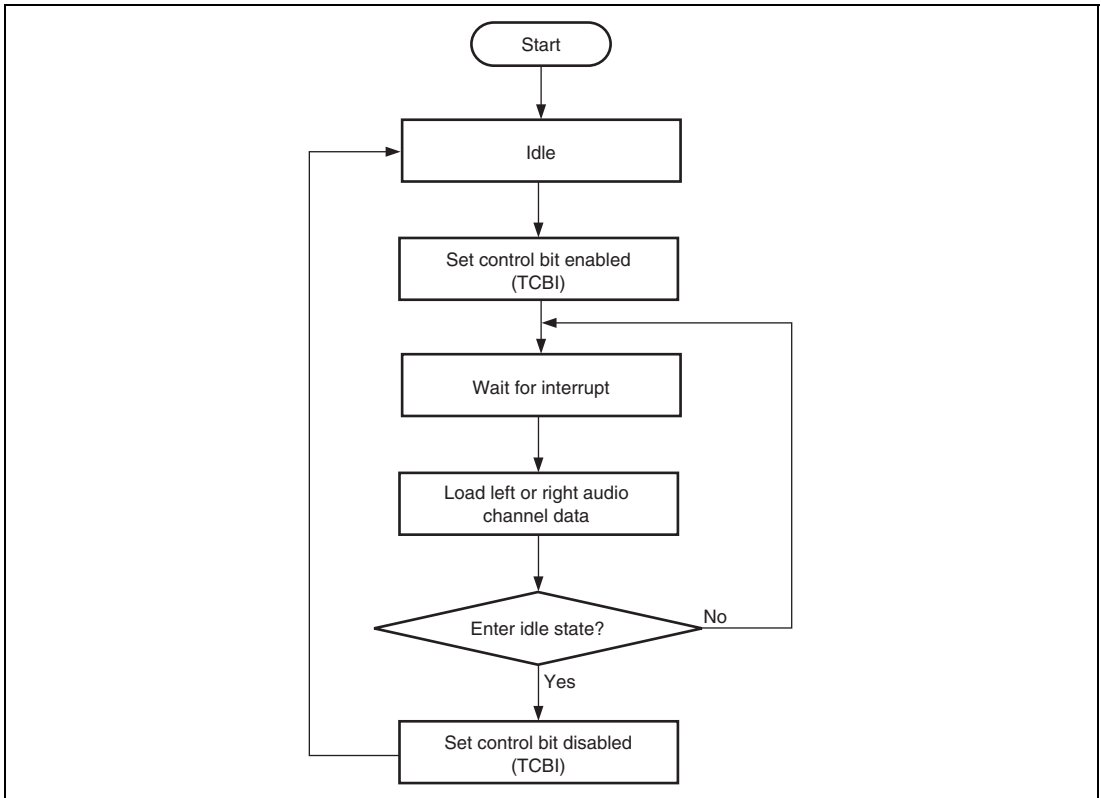 Start
Idle
Set control bit enabled
(TCBI)
Wait for interrupt
Load left or right audio
channel data
Enter idle state?
No
Yes
Set control bit disabled
(TCBI)